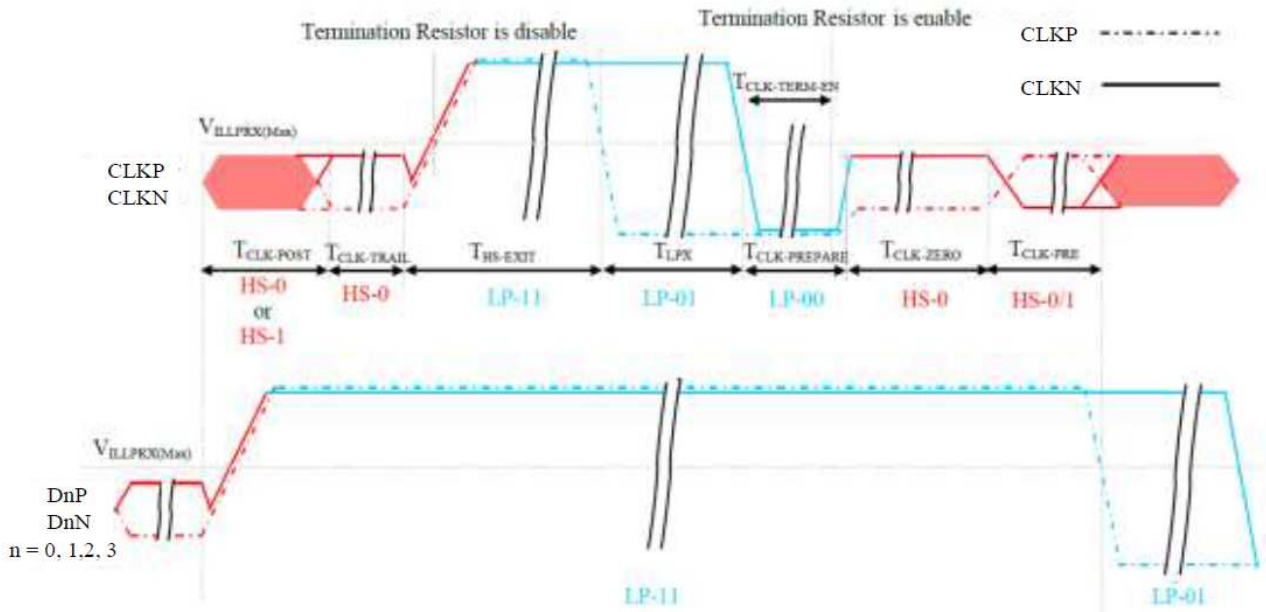 Termination Resistor is disable
Termination Resistor is enable
CLKP
CLKN
TCLK-TERM-EN
VILLPRX(Max)
CLKP
CLKN
TCLK-POST
TCLK-TRAIL
THS-EXIT
TLPX
TCLK-PREPARE
TCLK-ZERO
TCLK-PRE
HS-0
or
HS-1
HS-0
LP-11
LP-01
LP-00
HS-0
HS-0/1
VILLPRX(Max)
DnP
DnN
n = 0, 1,2, 3
LP-11
LP-01